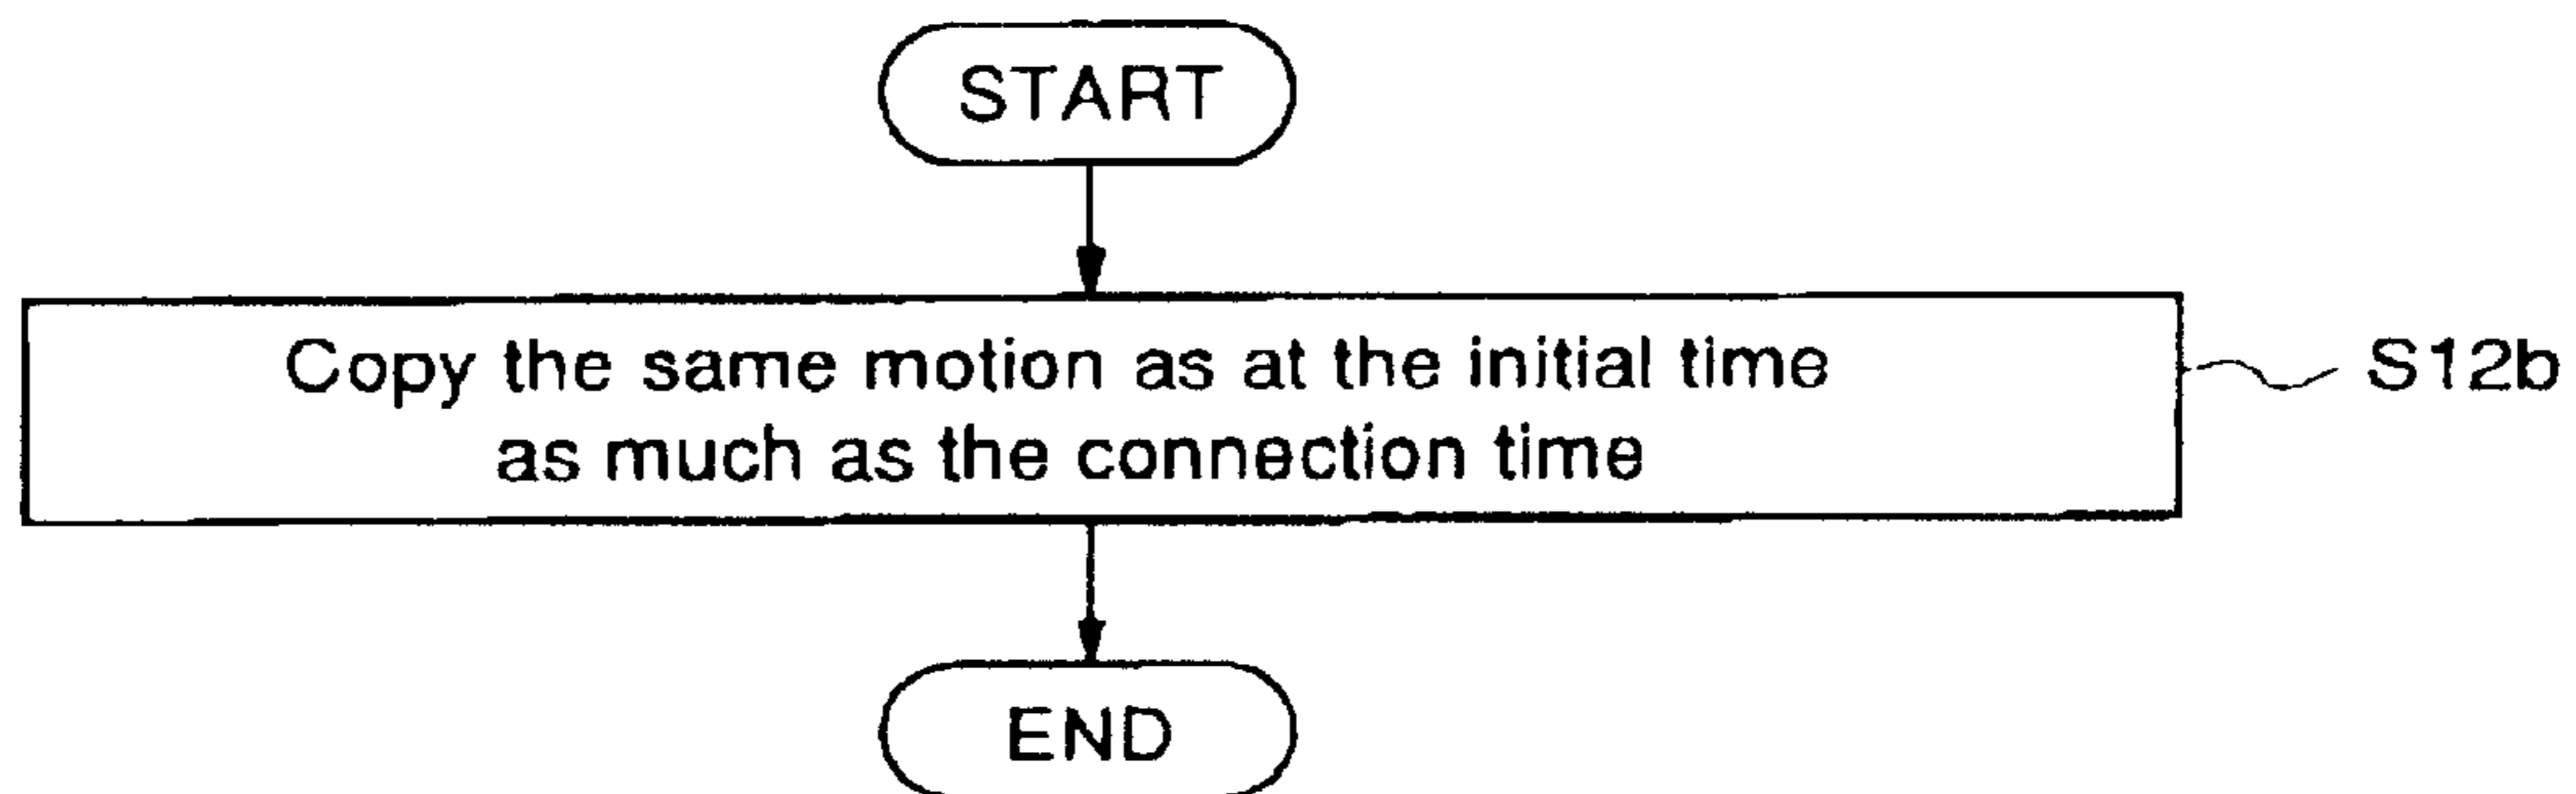 START
Copy the same motion as at the initial time
as much as the connection time
S12b
END